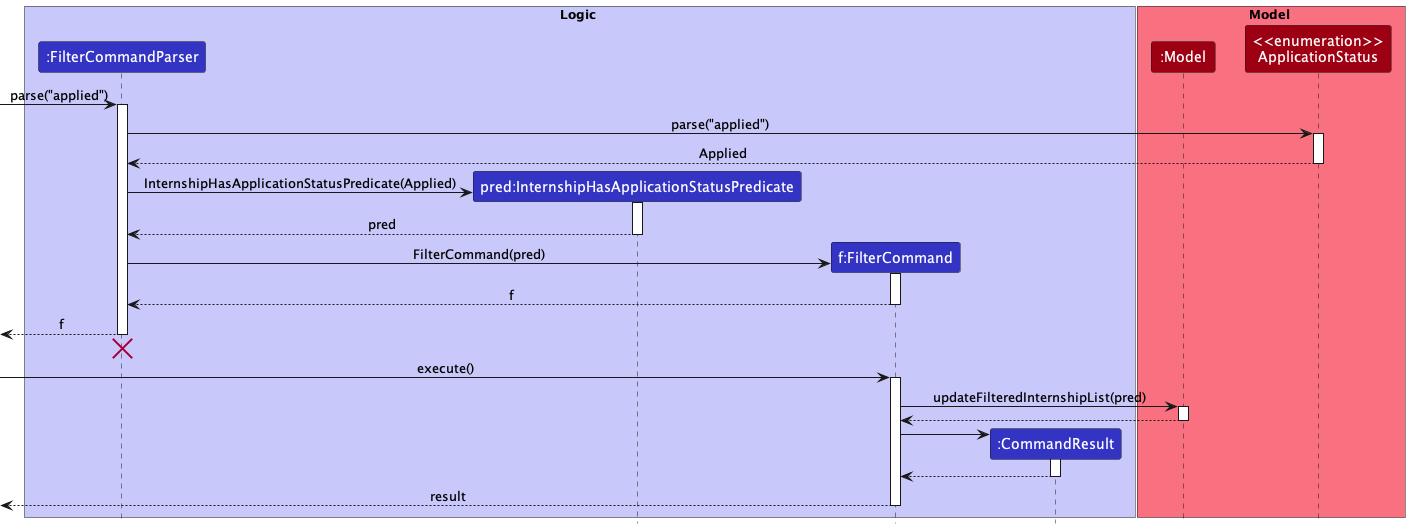 Logic
Model
:FilterCommandParser
:Model
<<enumeration>>
ApplicationStatus
parse("applied")
parse("applied")
Applied
InternshipHasApplicationStatusPredicate(Applied)
pred:InternshipHasApplicationStatusPredicate
pred
FilterCommand(pred)
f:FilterCommand
f
f
execute()
updateFilteredInternshipList(pred)
:CommandResult
result